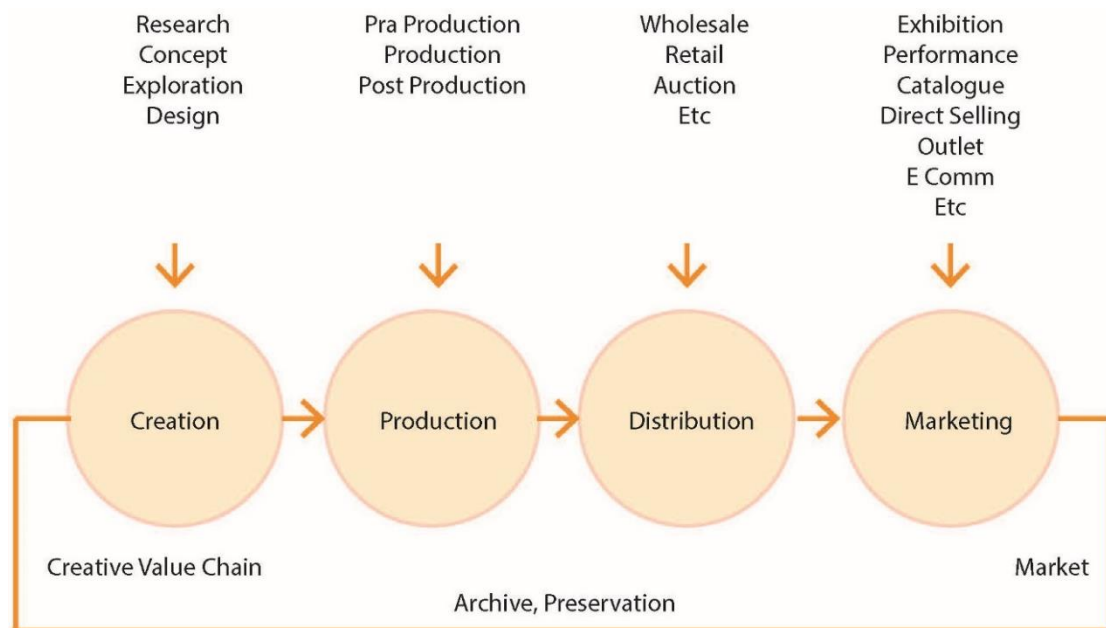 Research
Concept
Exploration
Design
Pra Production
Production
Post Production
Wholesale
Retail
Auction
Etc
Exhibition
Performance
Catalogue
Direct Selling
Outlet
E Comm
Etc
Creation
Production
Distribution
Marketing
Creative Value Chain
Market
Archive, Preservation